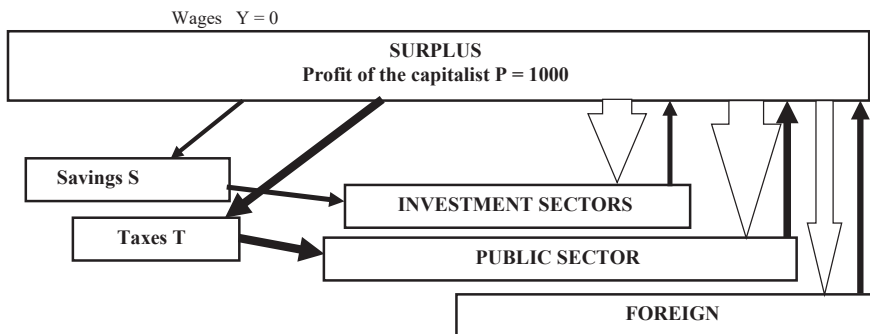 Wages Y = 0
SURPLUS
Profit of the capitalist P = 1000
Savings S
INVESTMENT SECTORS
Taxes T
PUBLIC SECTOR
FOREIGN